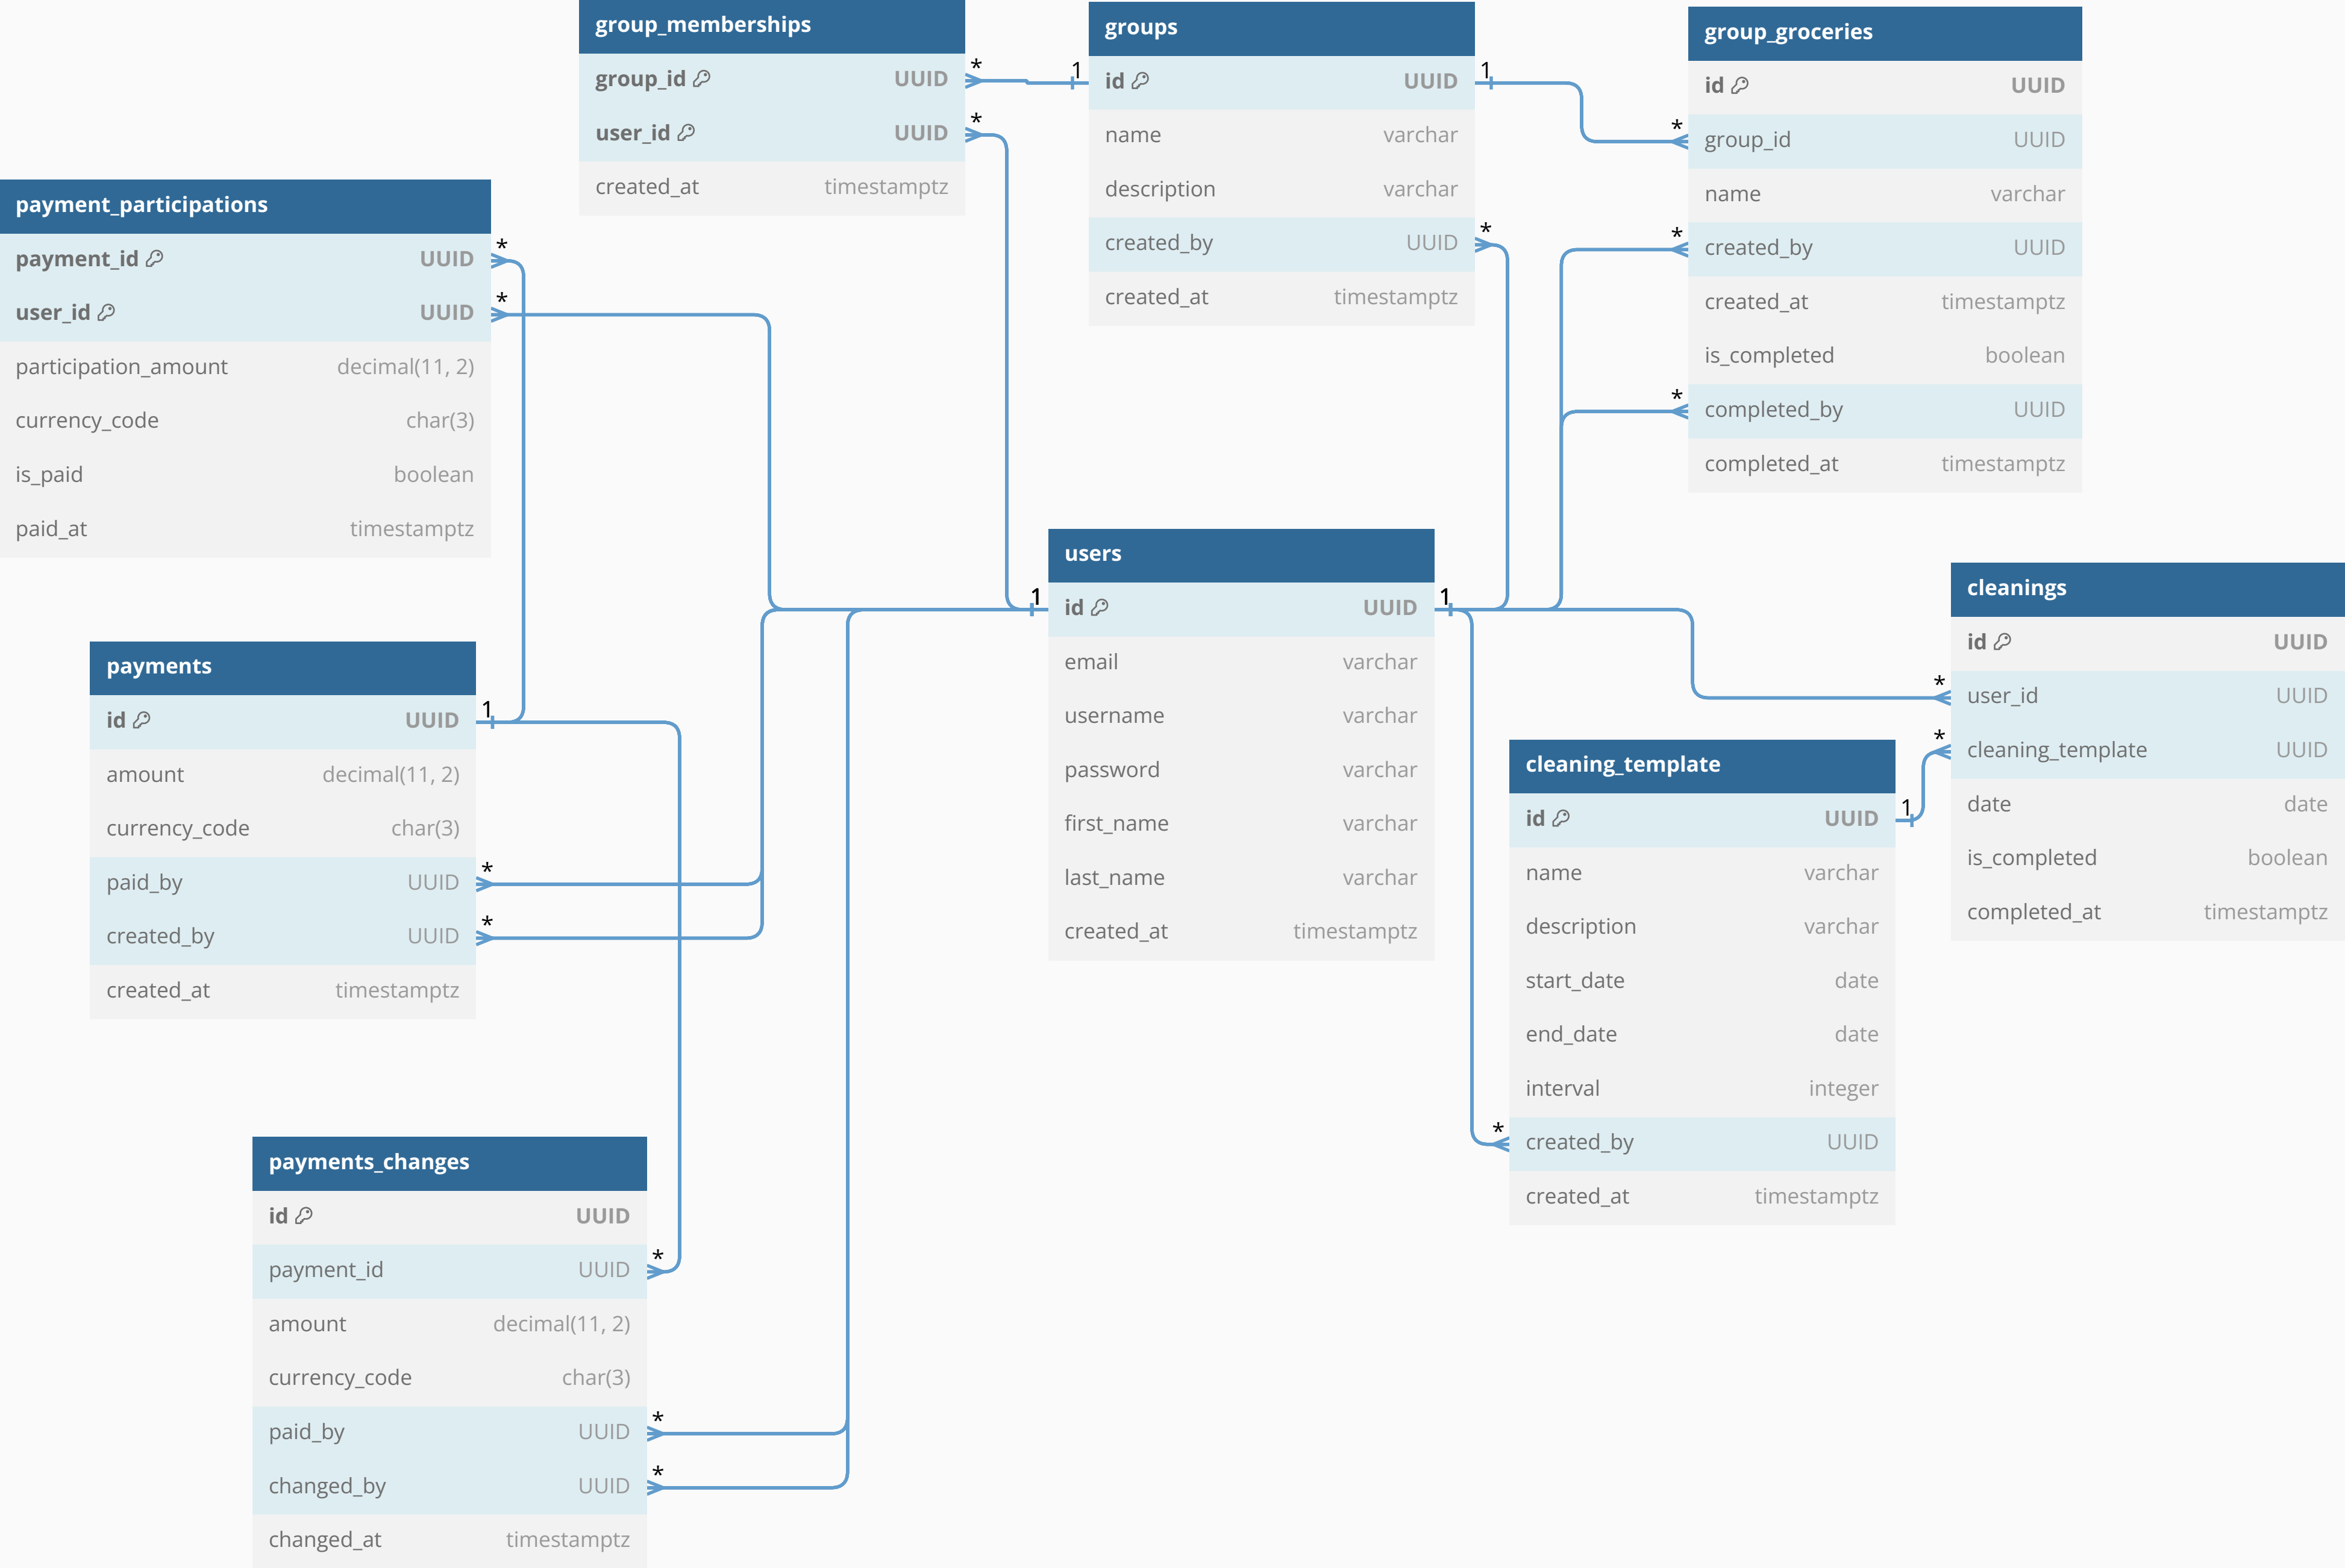 group_memberships
group_id UUID
user_id UUID
created_at timestamptz
* * 1
groups
id UUID
name varchar
description varchar
created_by UUID
created_at timestamptz
1 *
group_groceries
id UUID
group_id UUID
name varchar
created_by UUID
created_at timestamptz
is_completed boolean
completed_by UUID
completed_at timestamptz
* * *
payment_participations
payment_id UUID
user_id UUID
participation_amount decimal(11, 2)
currency_code char(3)
is_paid boolean
paid_at timestamptz
* *
users
id UUID
email varchar
username varchar
password varchar
first_name varchar
last_name varchar
created_at timestamptz
1 1
cleanings
id UUID
user_id UUID
cleaning_template UUID
date date
is_completed boolean
completed_at timestamptz
* *
payments
id UUID
amount decimal(11, 2)
currency_code char(3)
paid_by UUID
created_by UUID
created_at timestamptz
1 * *
cleaning_template
id UUID
name varchar
description varchar
start_date date
end_date date
interval integer
created_by UUID
created_at timestamptz
1 *
payments_changes
id UUID
payment_id UUID
amount decimal(11, 2)
currency_code char(3)
paid_by UUID
changed_by UUID
changed_at timestamptz
* * *